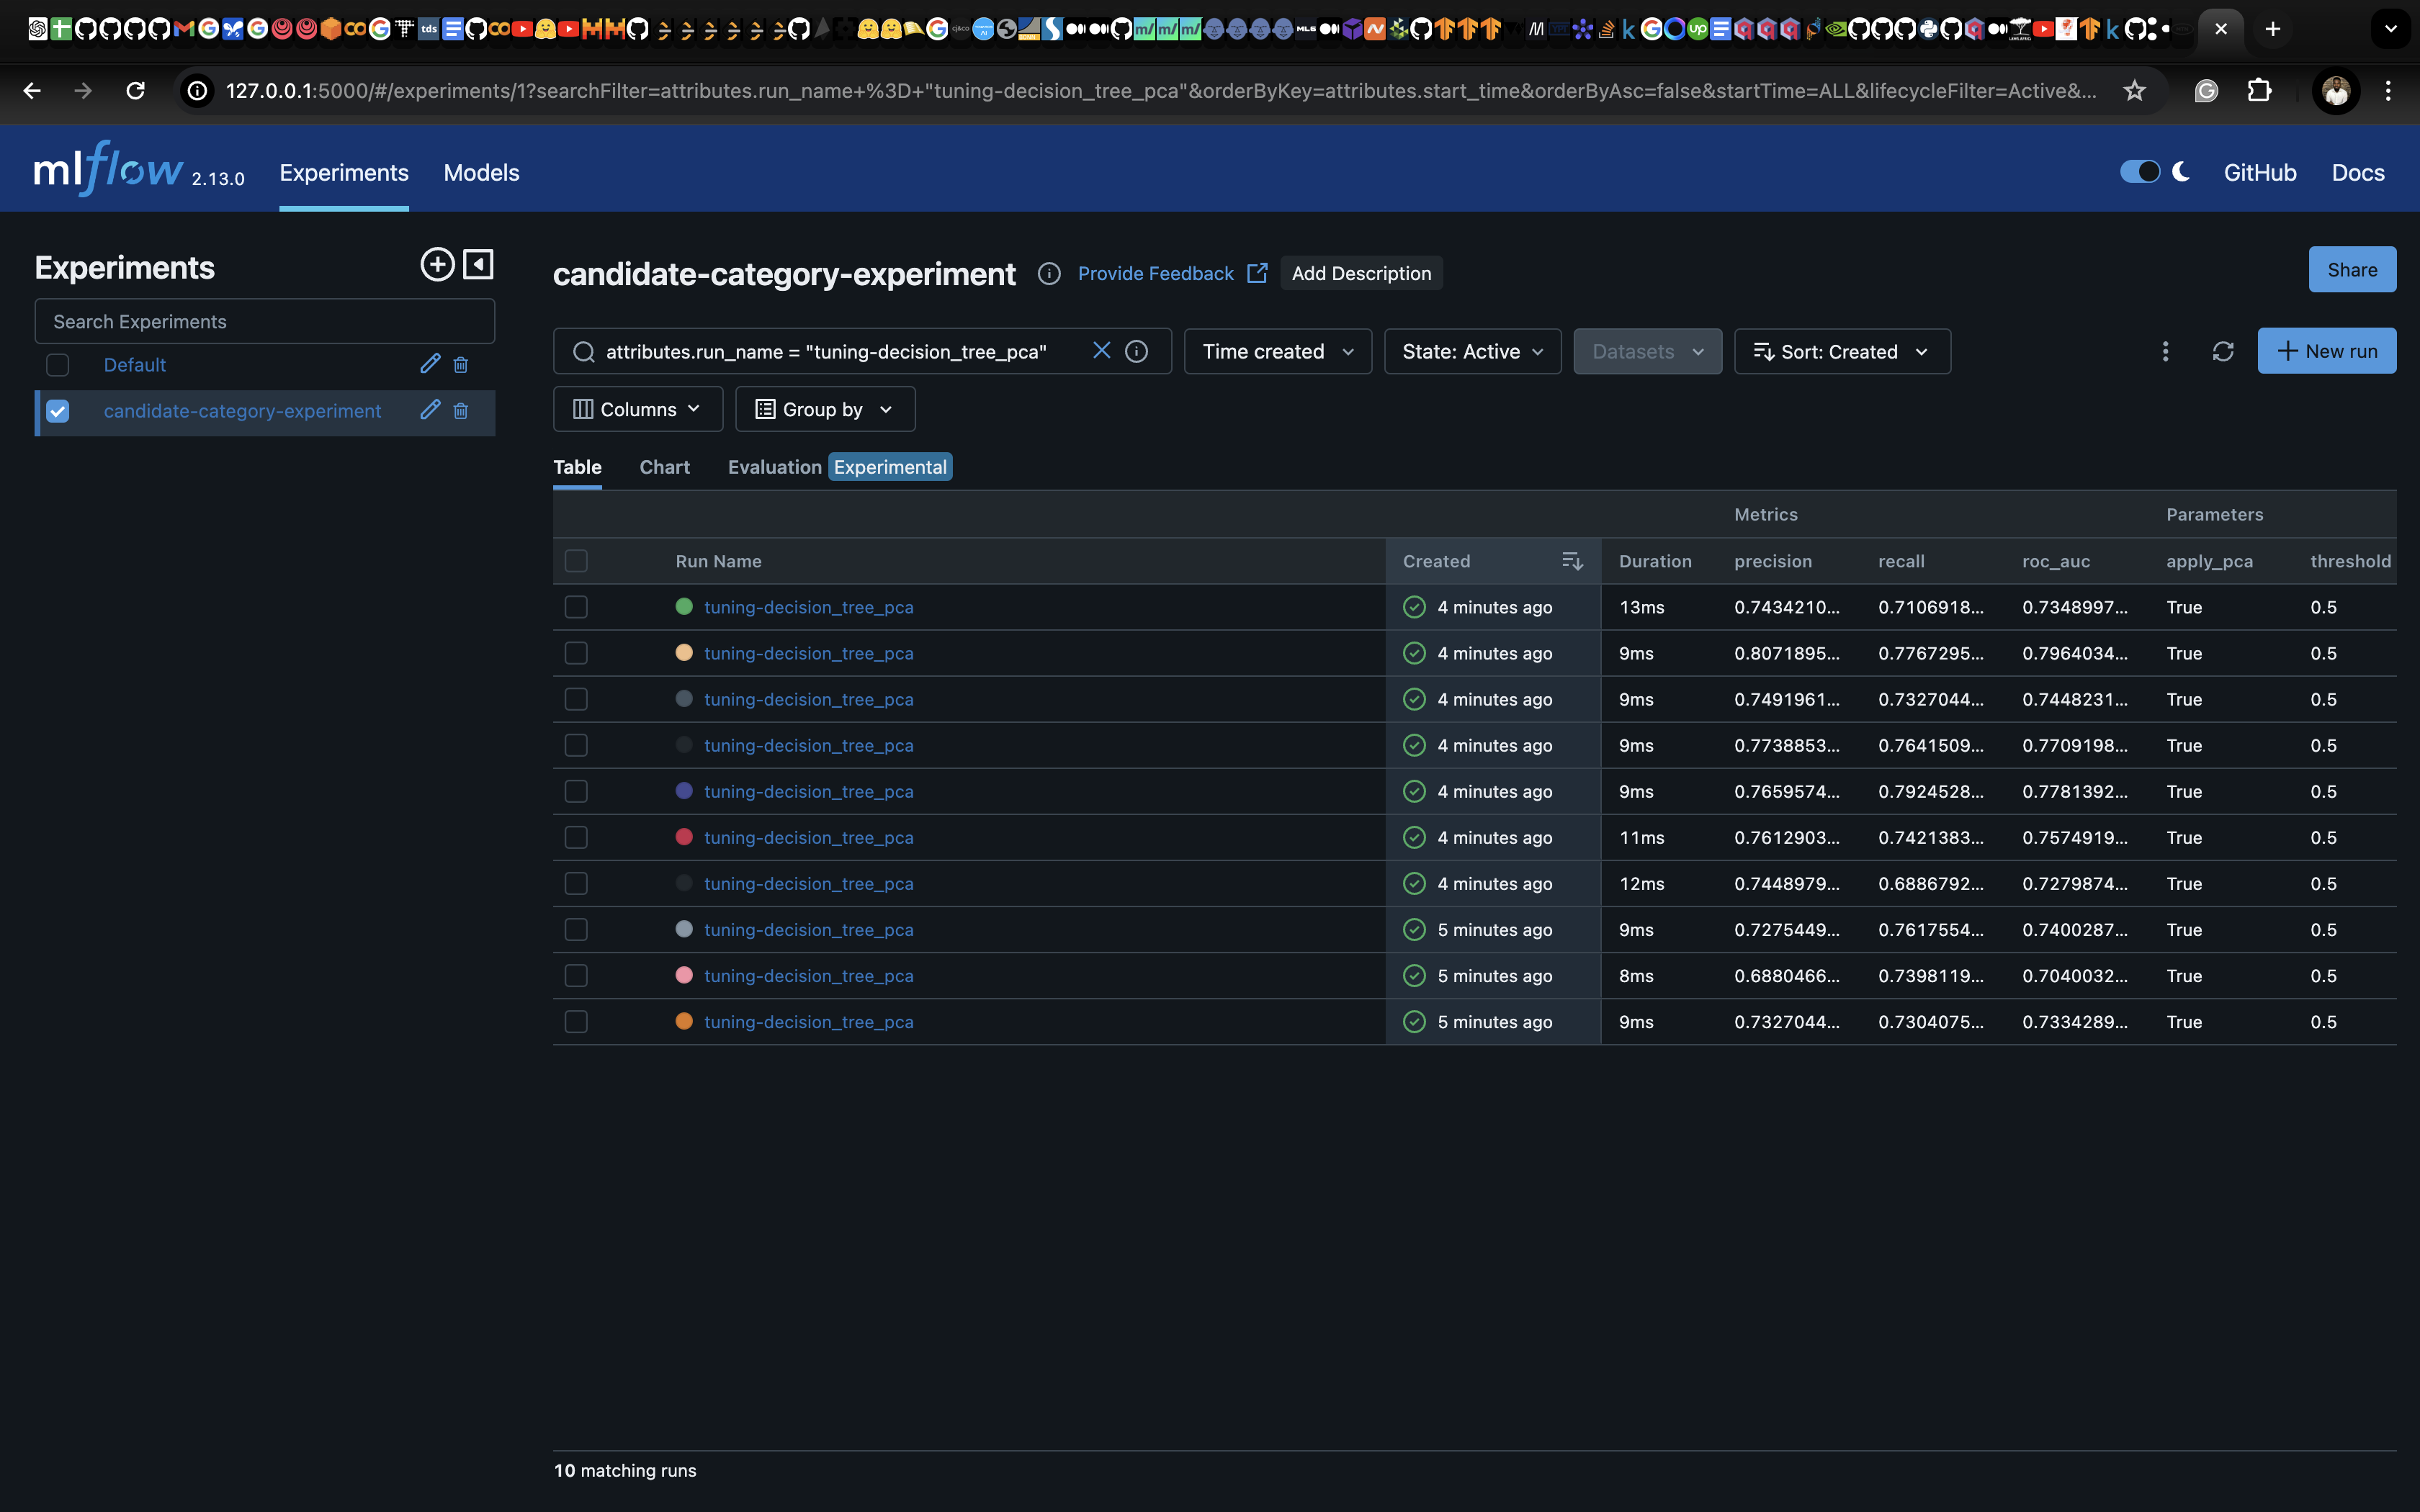 127.0.0.1:5000/#/experiments/1?searchFilter=attributes.run_name+%3D+"tuning-decision_tree_pca"&orderByKey=attributes.start_time&orderByAsc=false&startTime=ALL&lifecycleFilter=Active&...
mlflow 2.13.0 Experiments Models GitHub Docs
Experiments
Search Experiments
Default
candidate-category-experiment
candidate-category-experiment Provide Feedback Add Description Share
attributes.run_name = "tuning-decision_tree_pca" Time created State: Active Datasets Sort: Created New run
Columns Group by
Table Chart Evaluation Experimental
Metrics Parameters
Run Name Created Duration precision recall roc_auc apply_pca threshold
tuning-decision_tree_pca 4 minutes ago 13ms 0.7434210... 0.7106918... 0.7348997... True 0.5
tuning-decision_tree_pca 4 minutes ago 9ms 0.8071895... 0.7767295... 0.7964034... True 0.5
tuning-decision_tree_pca 4 minutes ago 9ms 0.7491961... 0.7327044... 0.7448231... True 0.5
tuning-decision_tree_pca 4 minutes ago 9ms 0.7738853... 0.7641509... 0.7709198... True 0.5
tuning-decision_tree_pca 4 minutes ago 9ms 0.7659574... 0.7924528... 0.7781392... True 0.5
tuning-decision_tree_pca 4 minutes ago 11ms 0.7612903... 0.7421383... 0.7574919... True 0.5
tuning-decision_tree_pca 4 minutes ago 12ms 0.7448979... 0.6886792... 0.7279874... True 0.5
tuning-decision_tree_pca 5 minutes ago 9ms 0.7275449... 0.7617554... 0.7400287... True 0.5
tuning-decision_tree_pca 5 minutes ago 8ms 0.6880466... 0.7398119... 0.7040032... True 0.5
tuning-decision_tree_pca 5 minutes ago 9ms 0.7327044... 0.7304075... 0.7334289... True 0.5
10 matching runs